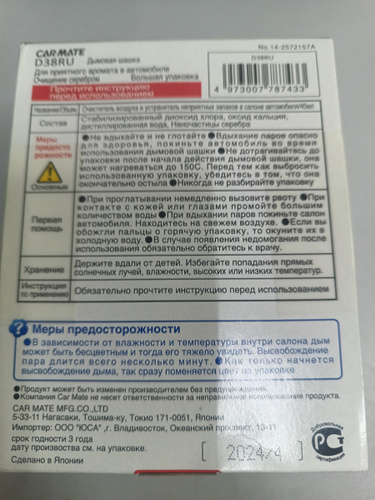 CAR MATE
D38RU
Дымовая шашка
Для приятного аромата в автомобиле
Очищение серебром
Большая упаковка
Прочтите инструкцию
перед использованием
No.14-2572157A
D38RU
4 973007 787433
Название/Объем
Очиститель воздуха и устранитель неприятных запахов в салоне автомобиля/40мл
Состав
Стабилизированный диоксид хлора, оксид кальция,
дистиллированная вода, Наночастицы серебра
Меры
предосто
рожности
Основные
●Не вдыхайте и не глотайте ●Вдыхание паров опасно
для здоровья, покиньте автомобиль во время
использования дымовой шашки ●Не дотрагивайтесь до
упаковки после начала действия дымовой шашки, она
может нагреваться до 150С. Перед тем как выбросить
использованную упаковку, убедитесь в том, что она
окончательно остыла ●Никогда не разбирайте упаковку
Первая
помощь
●При проглатывании немедленно вызовите рвоту ●При
контакте с кожей или глазами промойте большим
количеством воды ●При вдыхании паров покиньте салон
автомобиля. Находитесь на свежем воздухе. ●Если вы
обожгли пальцы о горячую упаковку, то окуните их в
холодную воду. ●В случае появления недомогания после
использования обязательно обратитесь к врачу.
Хранение
Держите вдали от детей. Избегайте попадания прямых
солнечных лучей, влажности, высоких или низких температур.
Инструкция
по применению
Обязательно прочтите инструкцию перед использованием
? Меры предосторожности
●В зависимости от влажности и температуры внутри салона дым
может быть бесцветным и тогда его тяжело увидеть. Высвобождение
пара длится всего несколько минут. ●Как только начнется
высвобождение дыма, так сразу поменяется цвет на упаковке
●Продукт может быть изменен производителем без предварительного уведомления.
●Компания Car Mate не несет ответственности за неправильное использование продукта.
CAR MATE MFG.CO.,LTD
5-33-11 Нагасаки, Тошима-ку, Токио 171-0051, Япония
Импортер: ООО "ЮСА", г. Владивосток, Океанский проспект, 13-11
срок годности 3 года
дату производства см. на упаковке.
Сделано в Японии
[ 2024/4 ]
Добровольная
сертификация